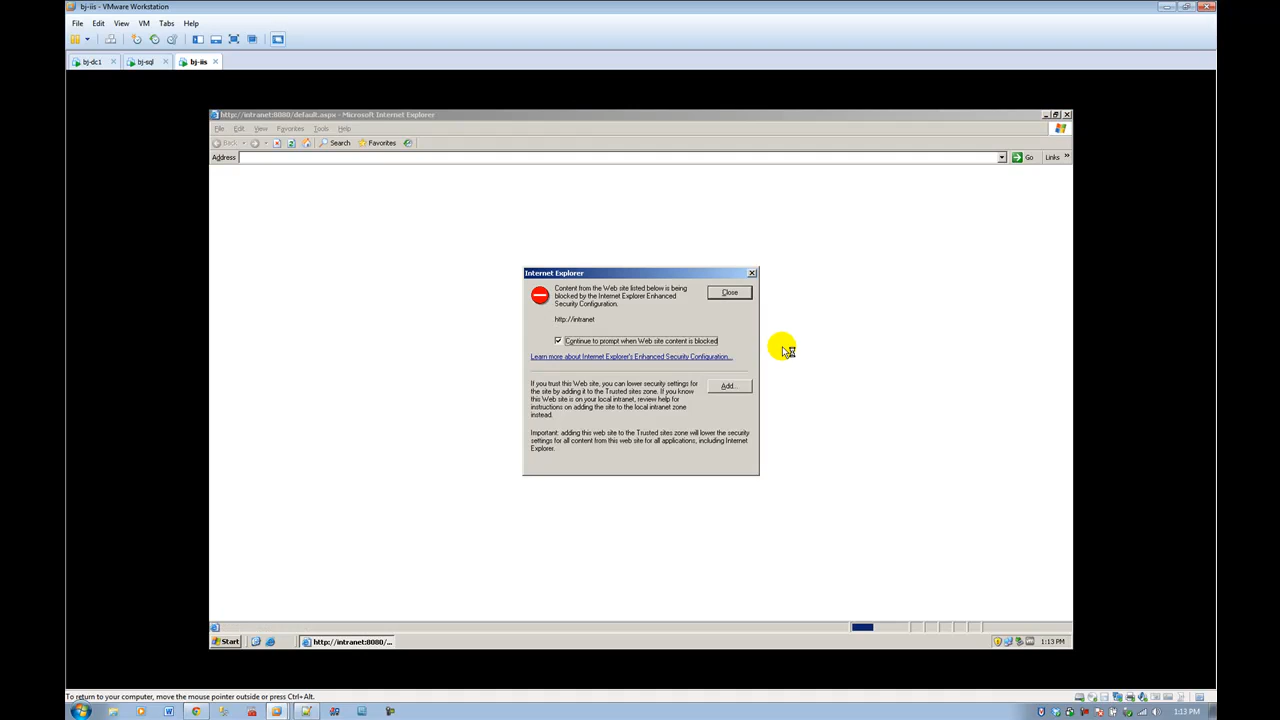 bj-iis - VMware Workstation
File Edit View VM Tabs Help
bj-dc1 bj-sql bj-iis
http://intranet:8080/default.aspx - Microsoft Internet Explorer
File Edit View Favorites Tools Help
Back Search Favorites
Address Go Links »
Internet Explorer
Content from the Web site listed below is being
blocked by the Internet Explorer Enhanced
Security Configuration.
Close
http://intranet
Continue to prompt when Web site content is blocked
Learn more about Internet Explorer's Enhanced Security Configuration...
If you trust this Web site, you can lower security settings for
the site by adding it to the Trusted sites zone. If you know
this Web site is on your local intranet, review help for
instructions on adding the site to the local intranet zone
instead.
Add...
Important: adding this web site to the Trusted sites zone will lower the security
settings for all content from this web site for all applications, including Internet
Explorer.
Start http://intranet:8080/... 1:13 PM
To return to your computer, move the mouse pointer outside or press Ctrl+Alt.
1:13 PM